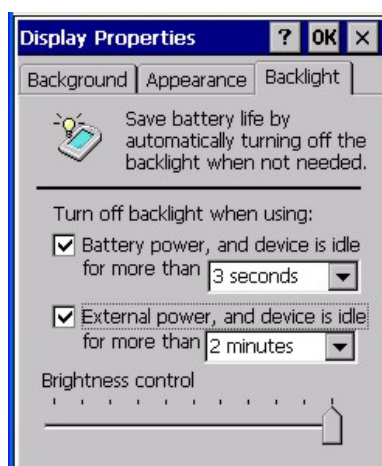 Display Properties ? OK ×
Background Appearance Backlight
Save battery life by
automatically turning off the
backlight when not needed.
Turn off backlight when using:
Battery power, and device is idle
for more than 3 seconds
External power, and device is idle
for more than 2 minutes
Brightness control